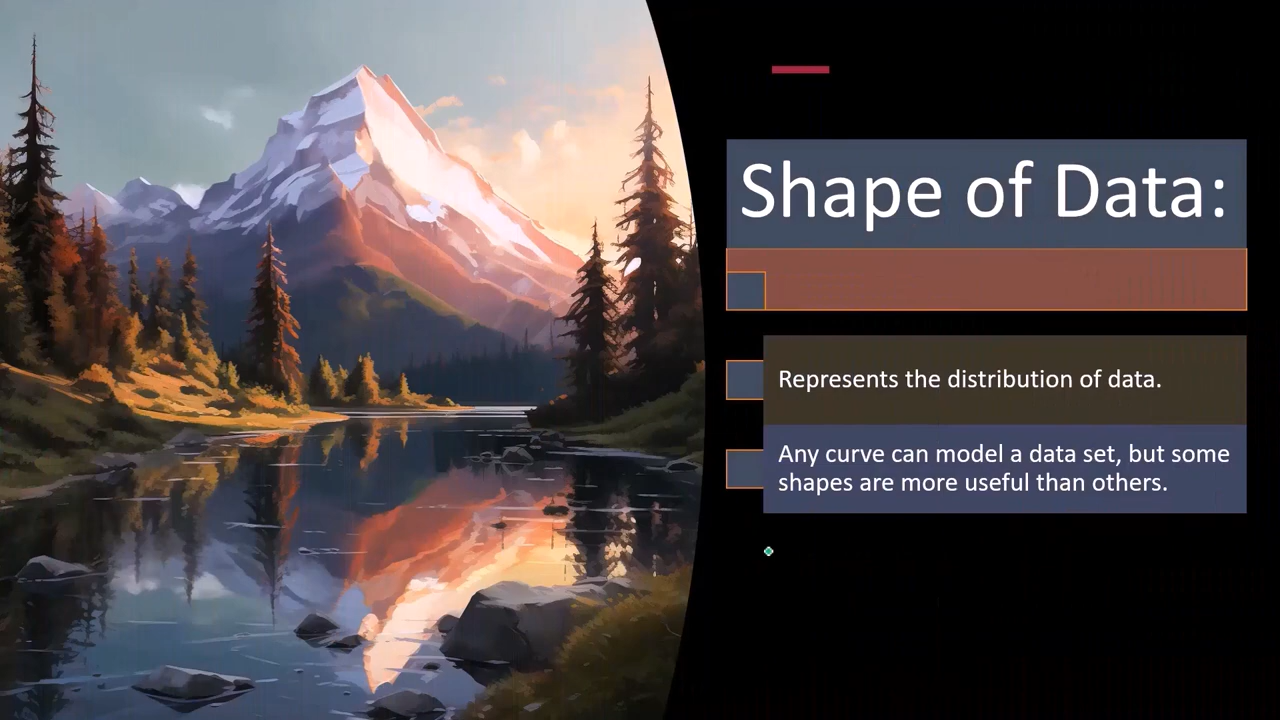 Shape of Data:
Represents the distribution of data.
Any curve can model a data set, but some
shapes are more useful than others.